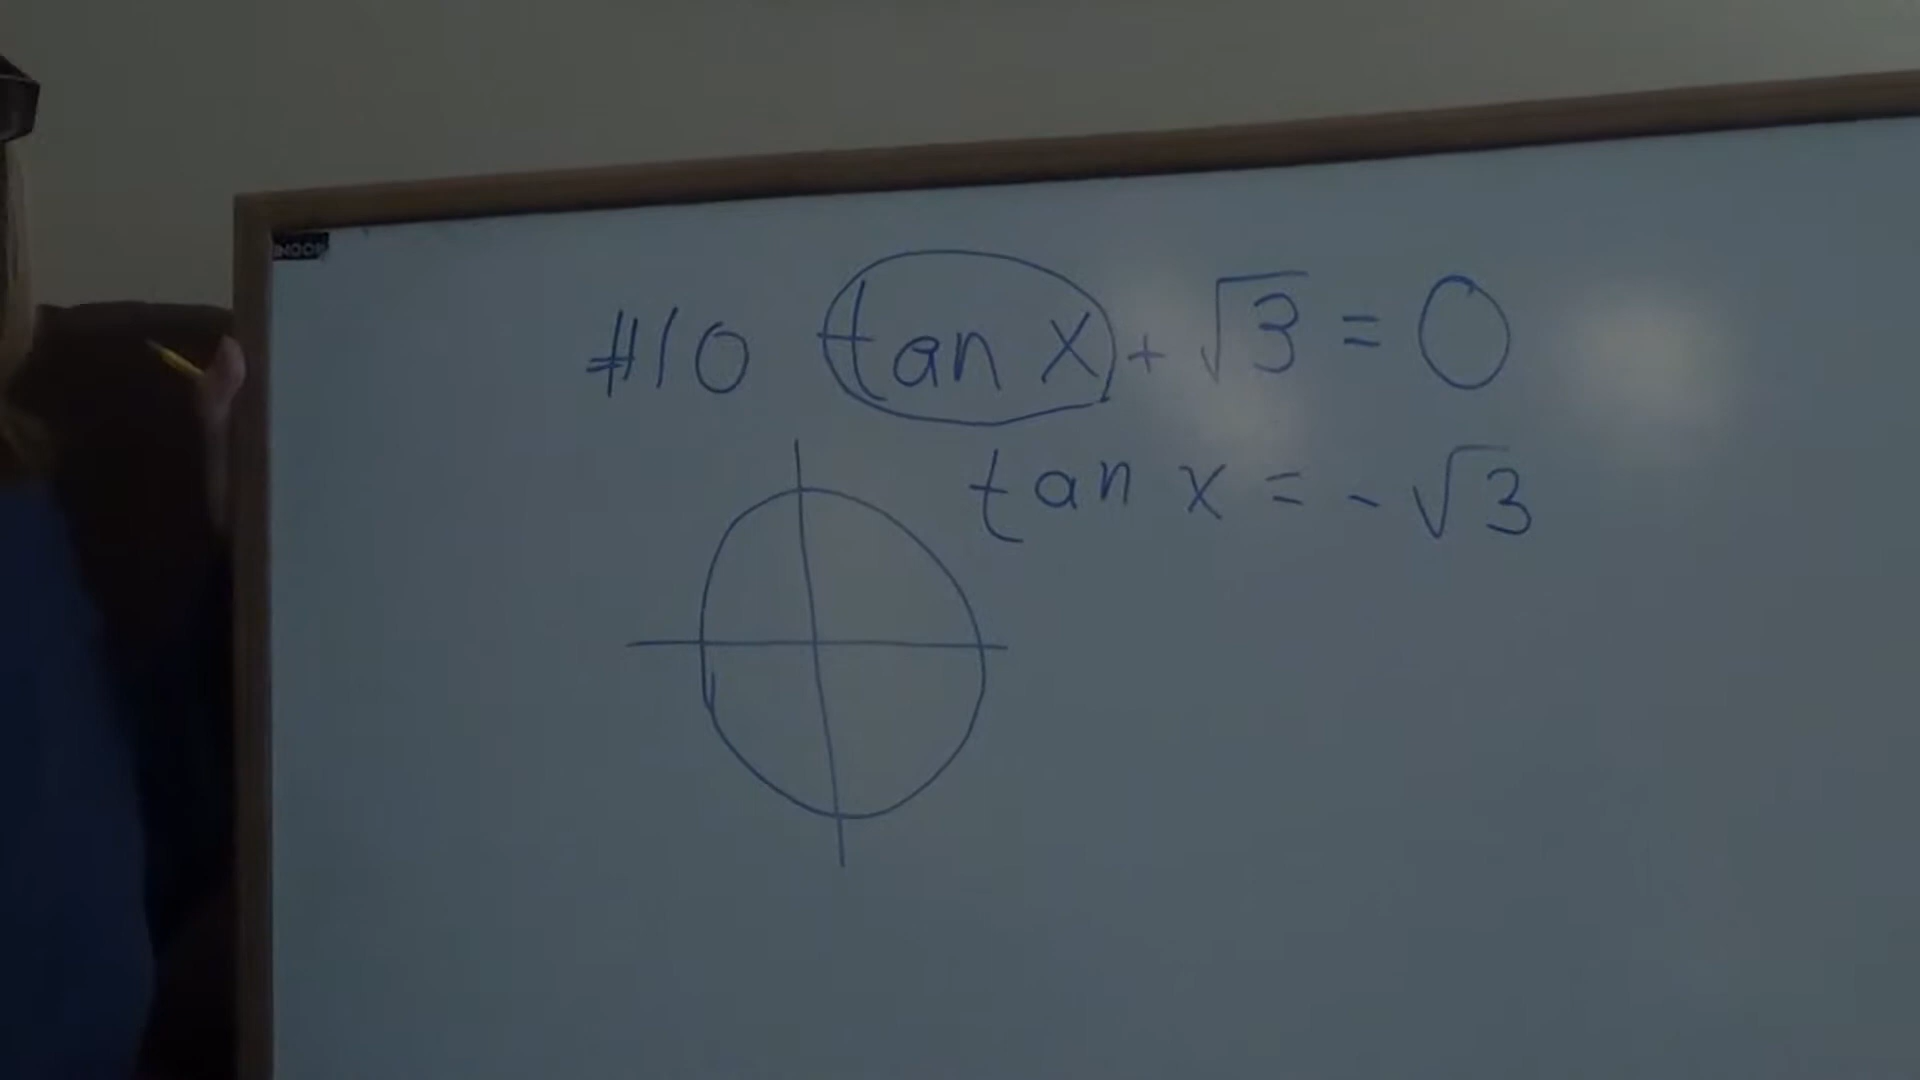 #10 tan x + √3 = 0
tan x = - √3